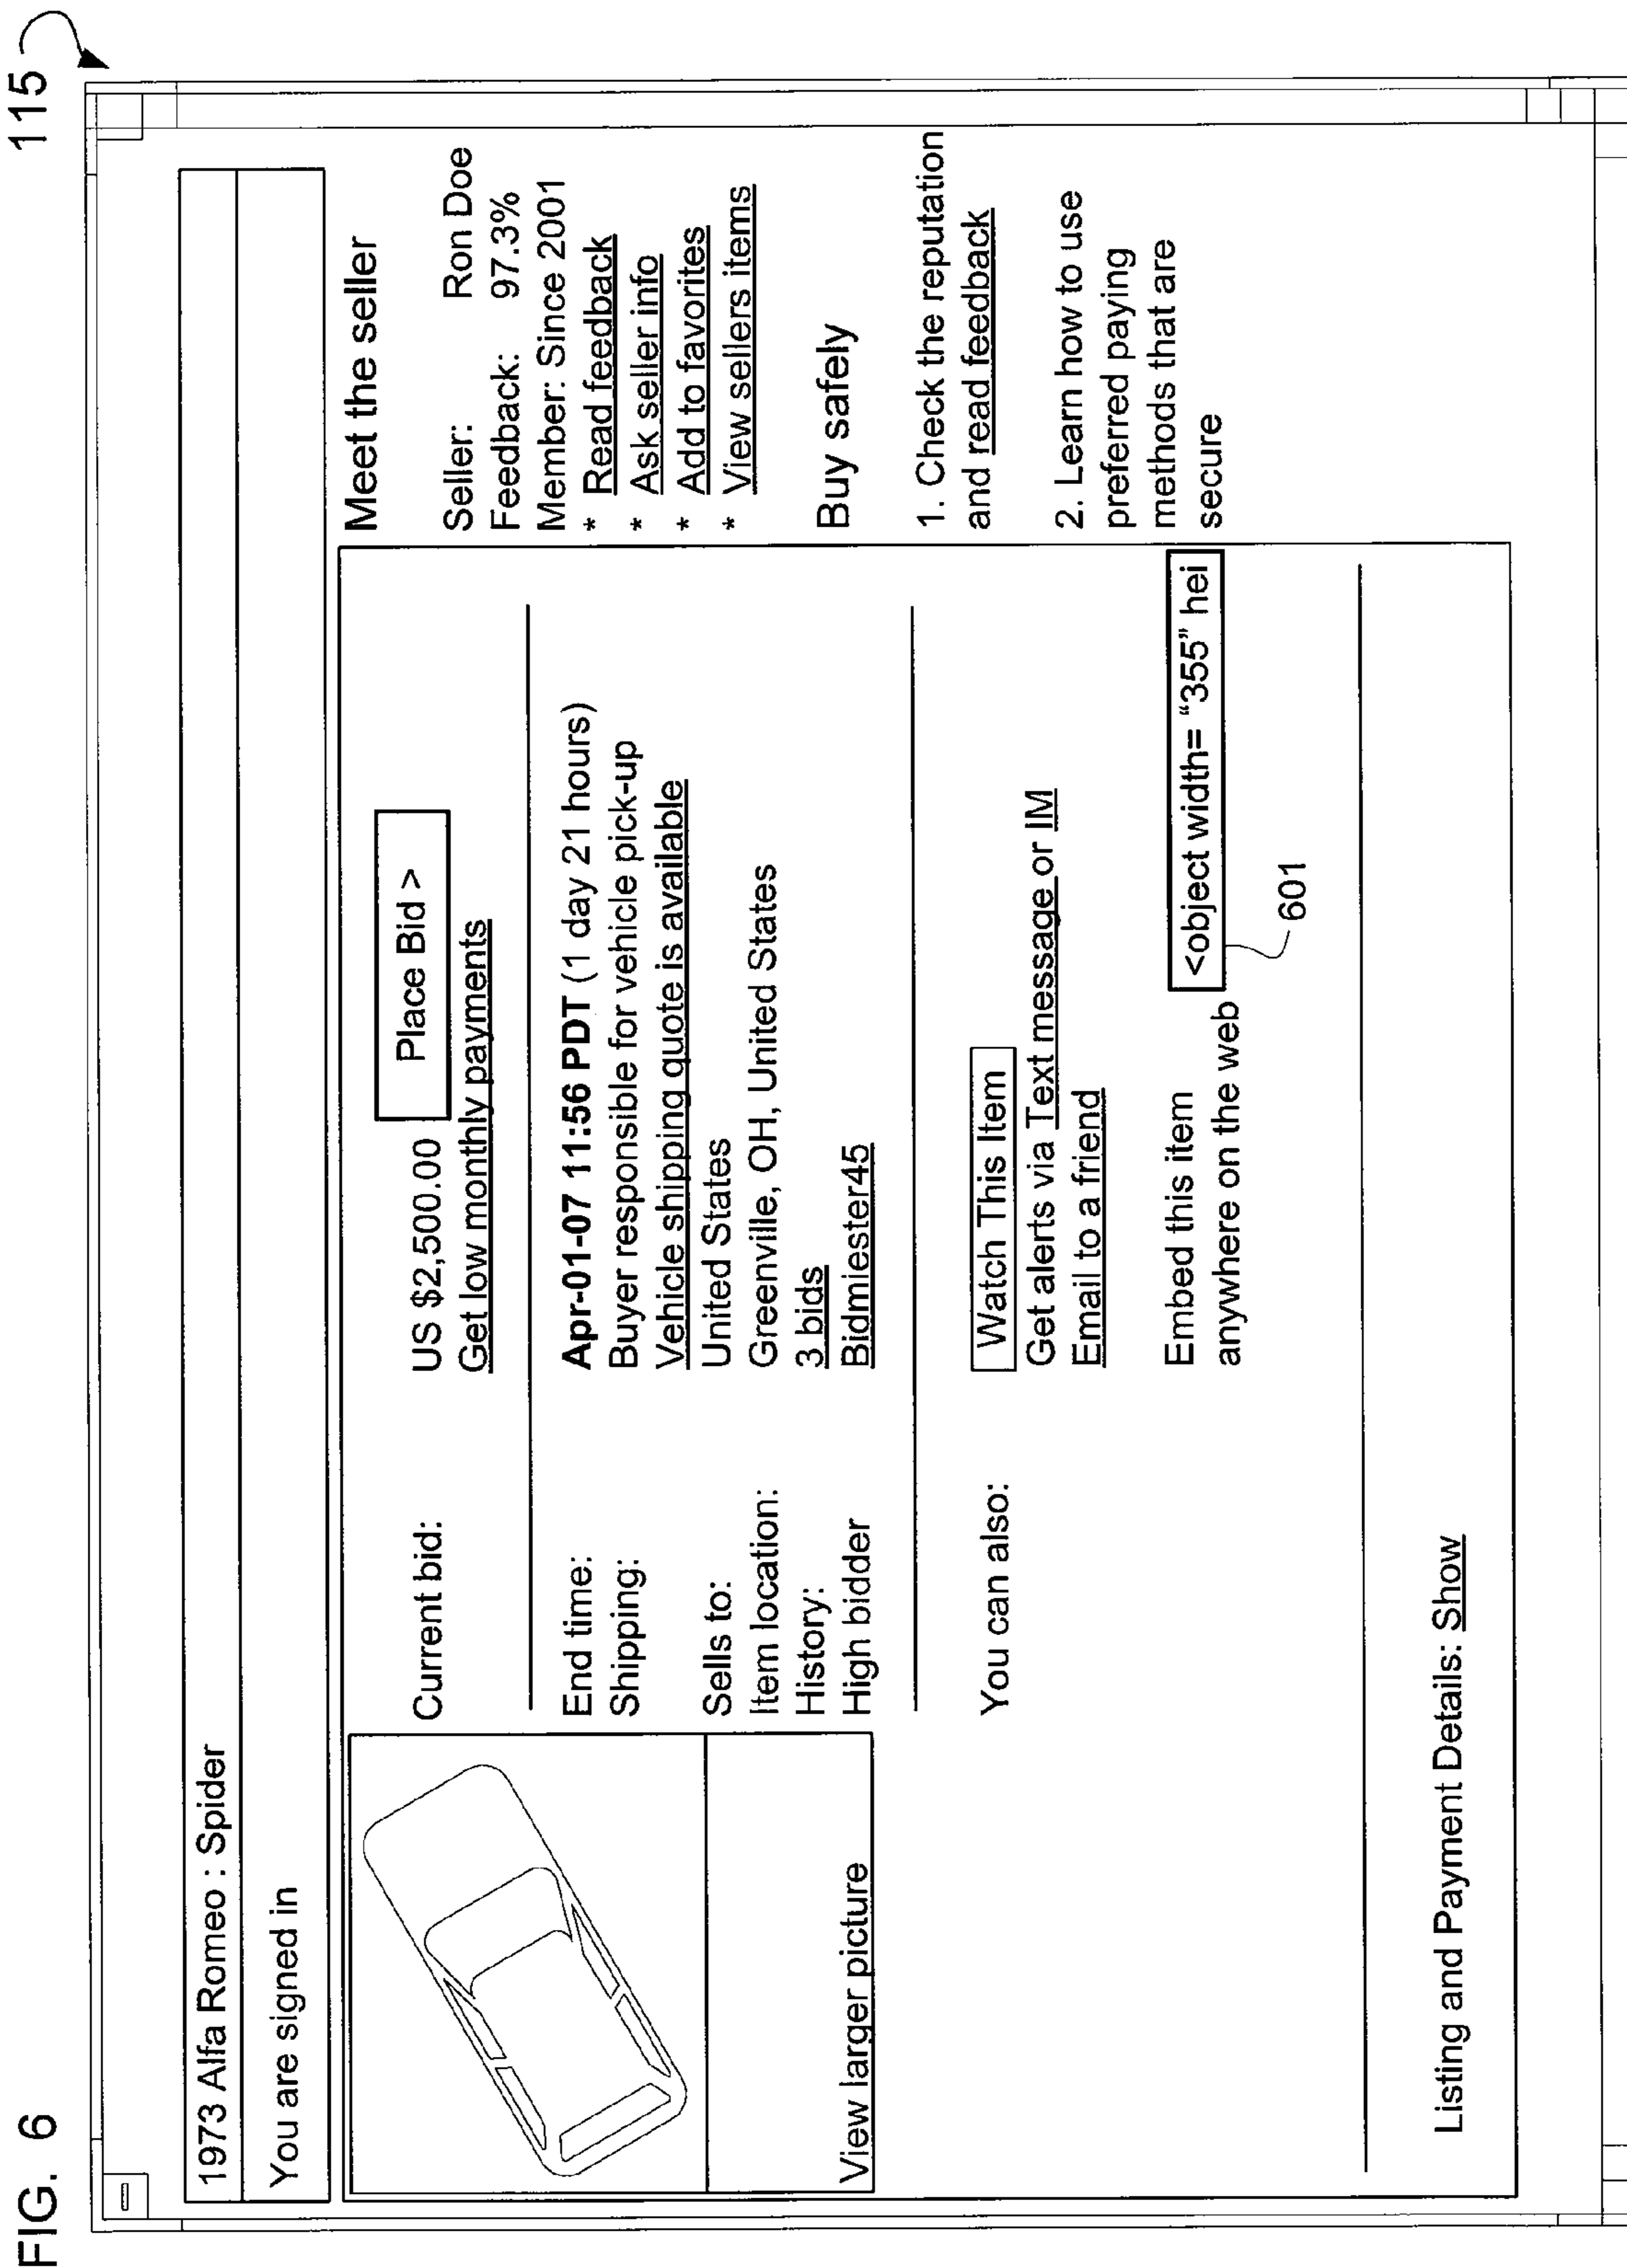 FIG. 6
115
1973 Alfa Romeo : Spider
You are signed in
View larger picture
Current bid:
US $2,500.00
Place Bid >
Get low monthly payments
End time:
Apr-01-07 11:56 PDT (1 day 21 hours)
Shipping:
Buyer responsible for vehicle pick-up
Vehicle shipping quote is available
Sells to:
United States
Item location:
Greenville, OH, United States
History:
3 bids
High bidder
Bidmiester45
You can also:
Watch This Item
Get alerts via Text message or IM
Email to a friend
Embed this item
anywhere on the web
<object width= “355” hei
601
Listing and Payment Details: Show
Meet the seller
Seller: Ron Doe
Feedback: 97.3%
Member: Since 2001
* Read feedback
* Ask seller info
* Add to favorites
* View sellers items
Buy safely
1. Check the reputation
and read feedback
2. Learn how to use
preferred paying
methods that are
secure